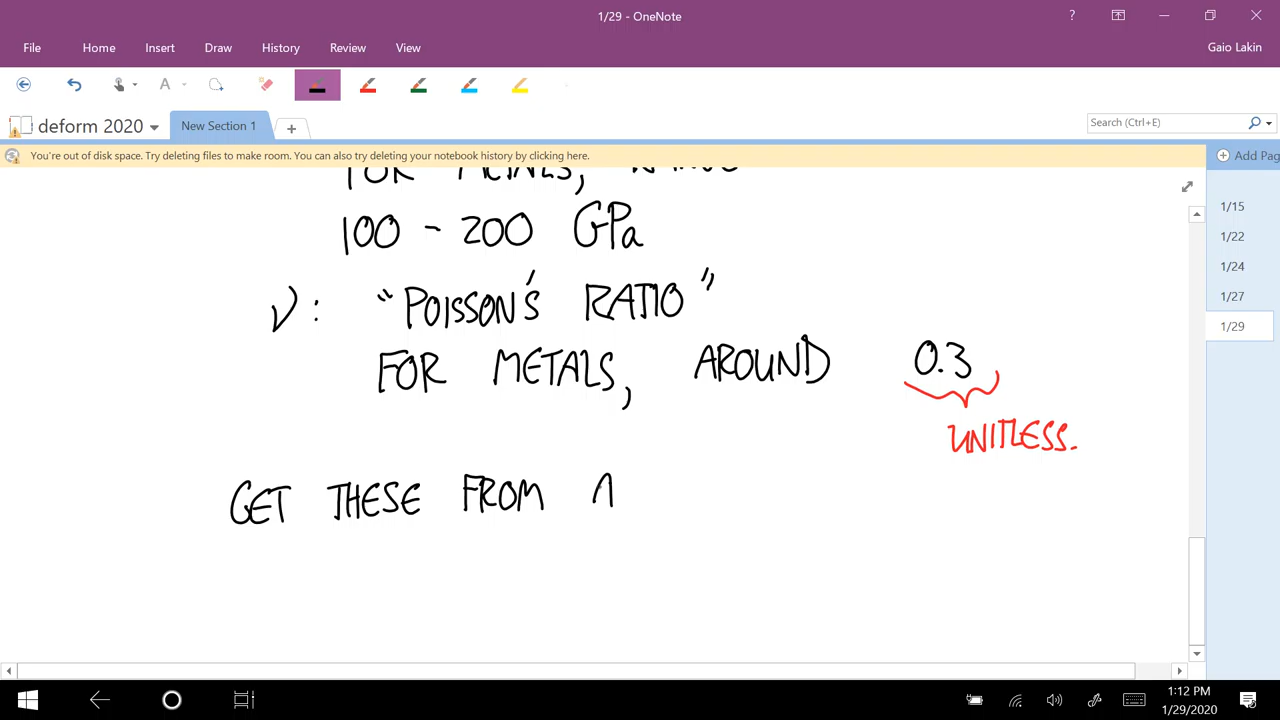 1/29 - OneNote
?
File Home Insert Draw History Review View
Gaio Lakin
A
deform 2020
New Section 1
Search (Ctrl+E)
You're out of disk space. Try deleting files to make room. You can also try deleting your notebook history by clicking here.
Add Pag
FOR METALS, RANGE
100 - 200 GPa
ν: "POISSON'S RATIO"
FOR METALS, AROUND 0.3
UNITLESS.
GET THESE FROM
1/15
1/22
1/24
1/27
1/29
1:12 PM
1/29/2020